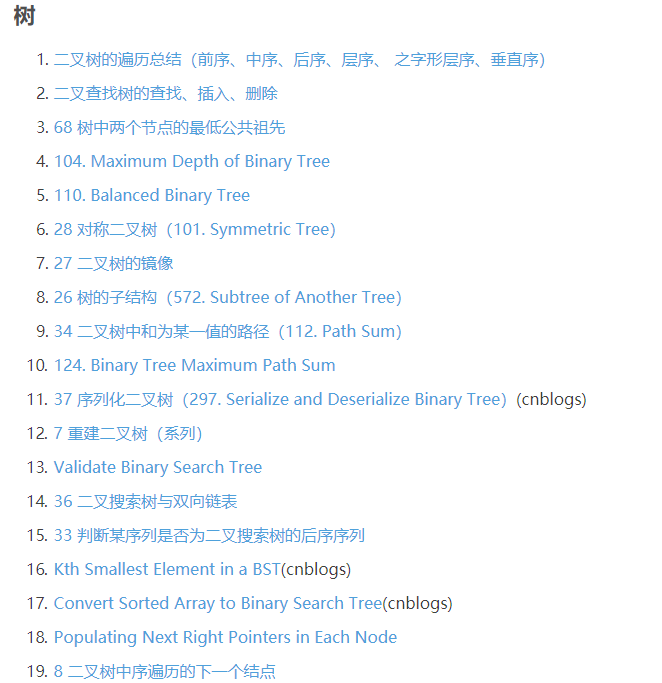 树
1. 二叉树的遍历总结（前序、中序、后序、层序、 之字形层序、垂直序）
2. 二叉查找树的查找、插入、删除
3. 68 树中两个节点的最低公共祖先
4. 104. Maximum Depth of Binary Tree
5. 110. Balanced Binary Tree
6. 28 对称二叉树（101. Symmetric Tree）
7. 27 二叉树的镜像
8. 26 树的子结构（572. Subtree of Another Tree）
9. 34 二叉树中和为某一值的路径（112. Path Sum）
10. 124. Binary Tree Maximum Path Sum
11. 37 序列化二叉树（297. Serialize and Deserialize Binary Tree）(cnblogs)
12. 7 重建二叉树（系列）
13. Validate Binary Search Tree
14. 36 二叉搜索树与双向链表
15. 33 判断某序列是否为二叉搜索树的后序序列
16. Kth Smallest Element in a BST(cnblogs)
17. Convert Sorted Array to Binary Search Tree(cnblogs)
18. Populating Next Right Pointers in Each Node
19. 8 二叉树中序遍历的下一个结点